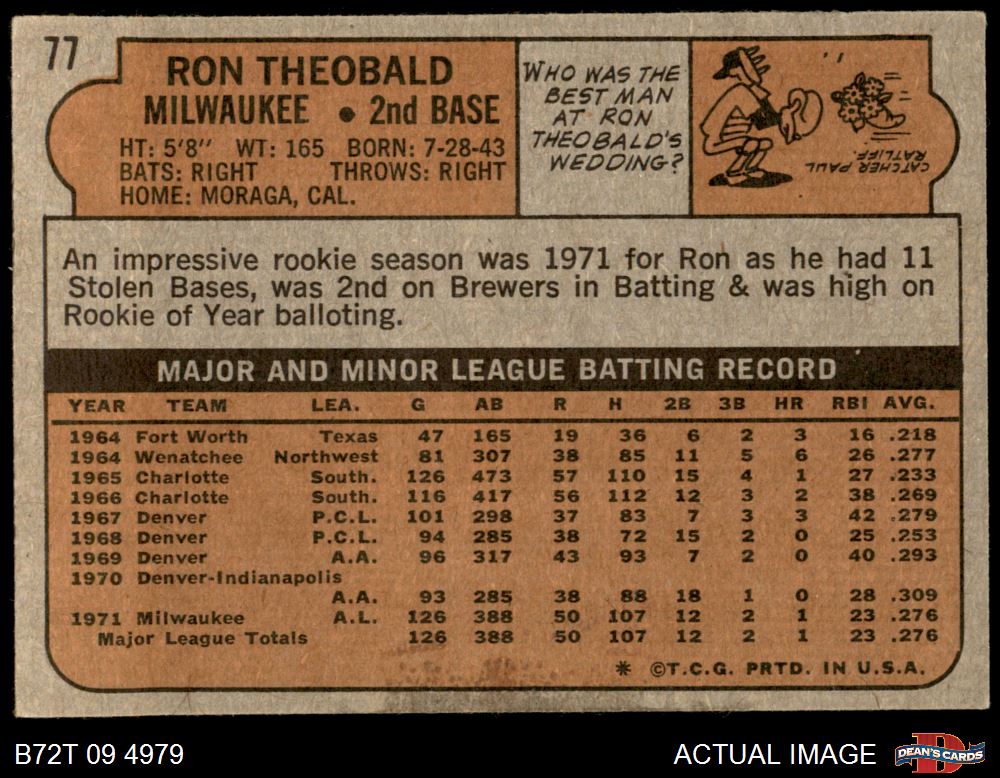 77
RON THEOBALD
MILWAUKEE • 2nd BASE
HT: 5'8" WT: 165 BORN: 7-28-43
BATS: RIGHT THROWS: RIGHT
HOME: MORAGA, CAL.
WHO WAS THE
BEST MAN
AT RON
THEOBALD'S
WEDDING?
CATCHER PAUL
RATLIFF.
An impressive rookie season was 1971 for Ron as he had 11
Stolen Bases, was 2nd on Brewers in Batting & was high on
Rookie of Year balloting.
MAJOR AND MINOR LEAGUE BATTING RECORD
YEAR TEAM LEA. G AB R H 2B 3B HR RBI AVG.
1964 Fort Worth Texas 47 165 19 36 6 2 3 16 .218
1964 Wenatchee Northwest 81 307 38 85 11 5 6 26 .277
1965 Charlotte South. 126 473 57 110 15 4 1 27 .233
1966 Charlotte South. 116 417 56 112 12 3 2 38 .269
1967 Denver P.C.L. 101 298 37 83 7 3 3 42 .279
1968 Denver P.C.L. 94 285 38 72 15 2 0 25 .253
1969 Denver A.A. 96 317 43 93 7 2 0 40 .293
1970 Denver-Indianapolis
A.A. 93 285 38 88 18 1 0 28 .309
1971 Milwaukee A.L. 126 388 50 107 12 2 1 23 .276
Major League Totals 126 388 50 107 12 2 1 23 .276
* ©T.C.G. PRTD. IN U.S.A.
B72T 09 4979
ACTUAL IMAGE
D
DEAN'S CARDS